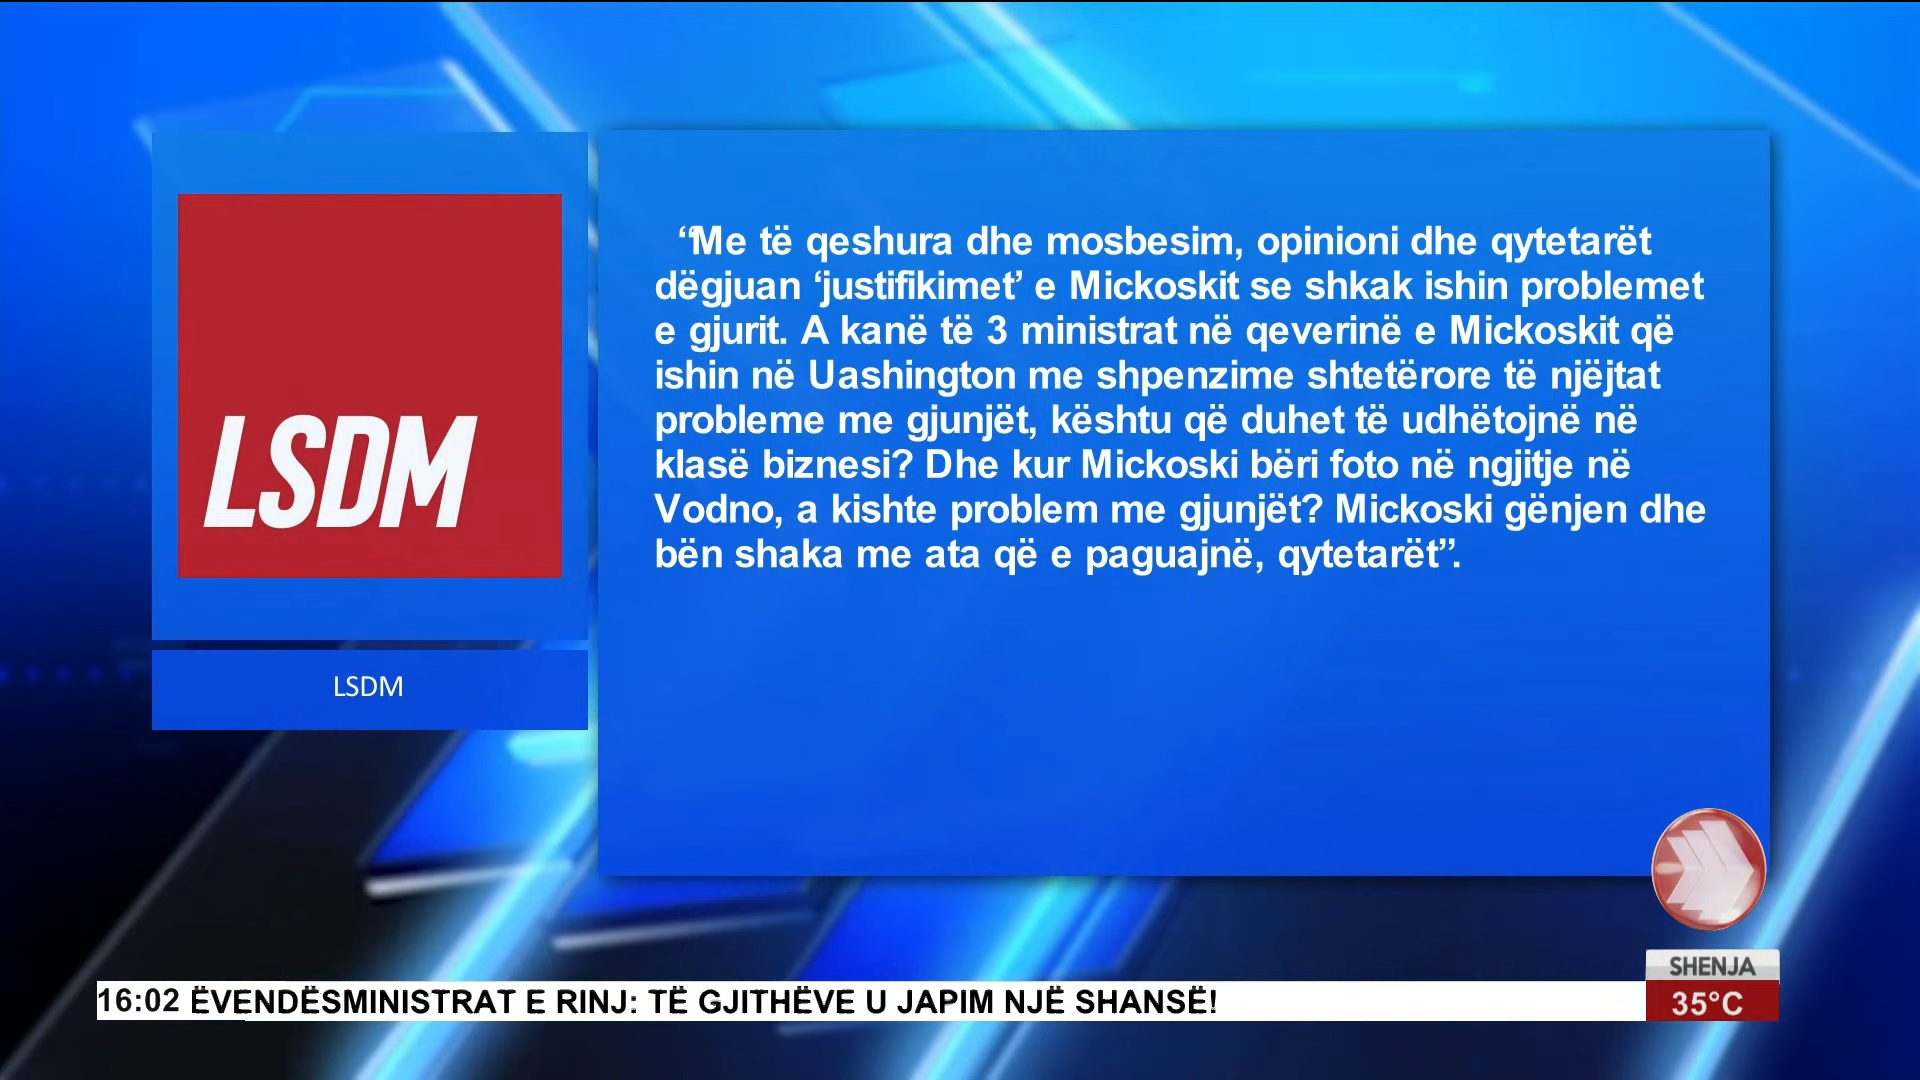 LSDM
LSDM
“Me të qeshura dhe mosbesim, opinioni dhe qytetarët
dëgjuan ‘justifikimet’ e Mickoskit se shkak ishin problemet
e gjurit. A kanë të 3 ministrat në qeverinë e Mickoskit që
ishin në Uashington me shpenzime shtetërore të njëjtat
probleme me gjunjët, kështu që duhet të udhëtojnë në
klasë biznesi? Dhe kur Mickoski bëri foto në ngjitje në
Vodno, a kishte problem me gjunjët? Mickoski gënjen dhe
bën shaka me ata që e paguajnë, qytetarët”.
SHENJA
35°C
16:02 ËVENDËSMINISTRAT E RINJ: TË GJITHËVE U JAPIM NJË SHANSË!